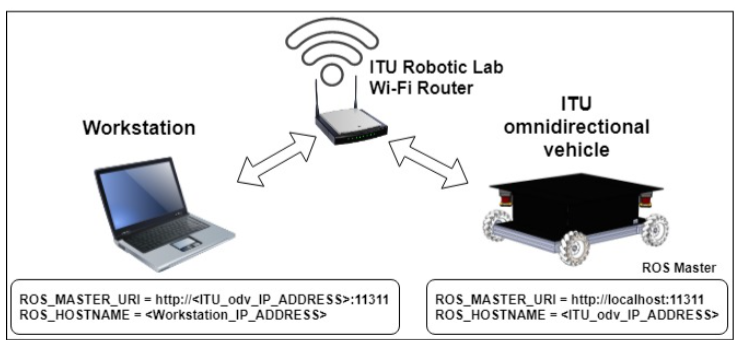 ITU Robotic Lab
Wi-Fi Router
Workstation
ITU
omnidirectional
vehicle
ROS Master
ROS_MASTER_URI = http://<ITU_odv_IP_ADDRESS>:11311
ROS_HOSTNAME = <Workstation_IP_ADDRESS>
ROS_MASTER_URI = http://localhost:11311
ROS_HOSTNAME = <ITU_odv_IP_ADDRESS>